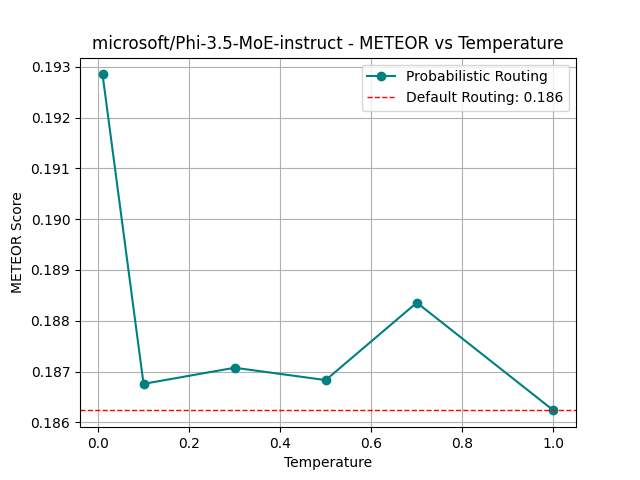 microsoft/Phi-3.5-MoE-instruct - METEOR vs Temperature
Probabilistic Routing
Default Routing: 0.186
METEOR Score
0.193
0.192
0.191
0.190
0.189
0.188
0.187
0.186
0.0
0.2
0.4
0.6
0.8
1.0
Temperature